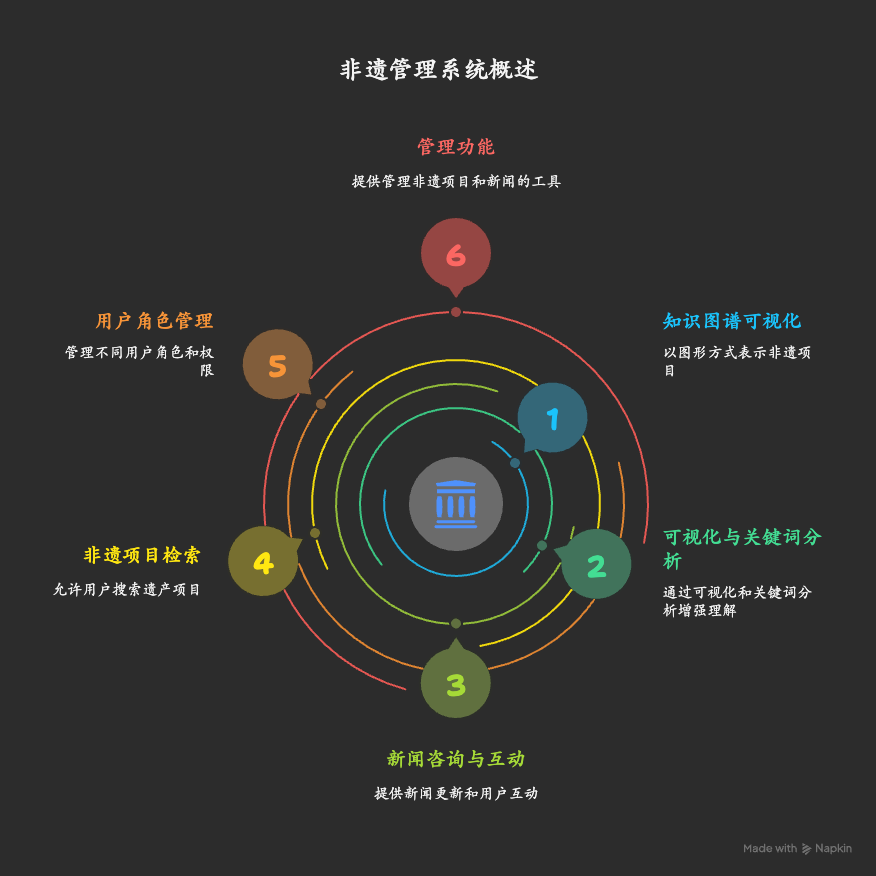 非遗管理系统概述
管理功能
提供管理非遗项目和新闻的工具
6
用户角色管理
管理不同用户角色和权
限
5
知识图谱可视化
以图形方式表示非遗项
目
1
非遗项目检索
允许用户搜索遗产项目
4
可视化与关键词分
析
通过可视化和关键词分
析增强理解
2
3
新闻咨询与互动
提供新闻更新和用户互动
Made with Napkin